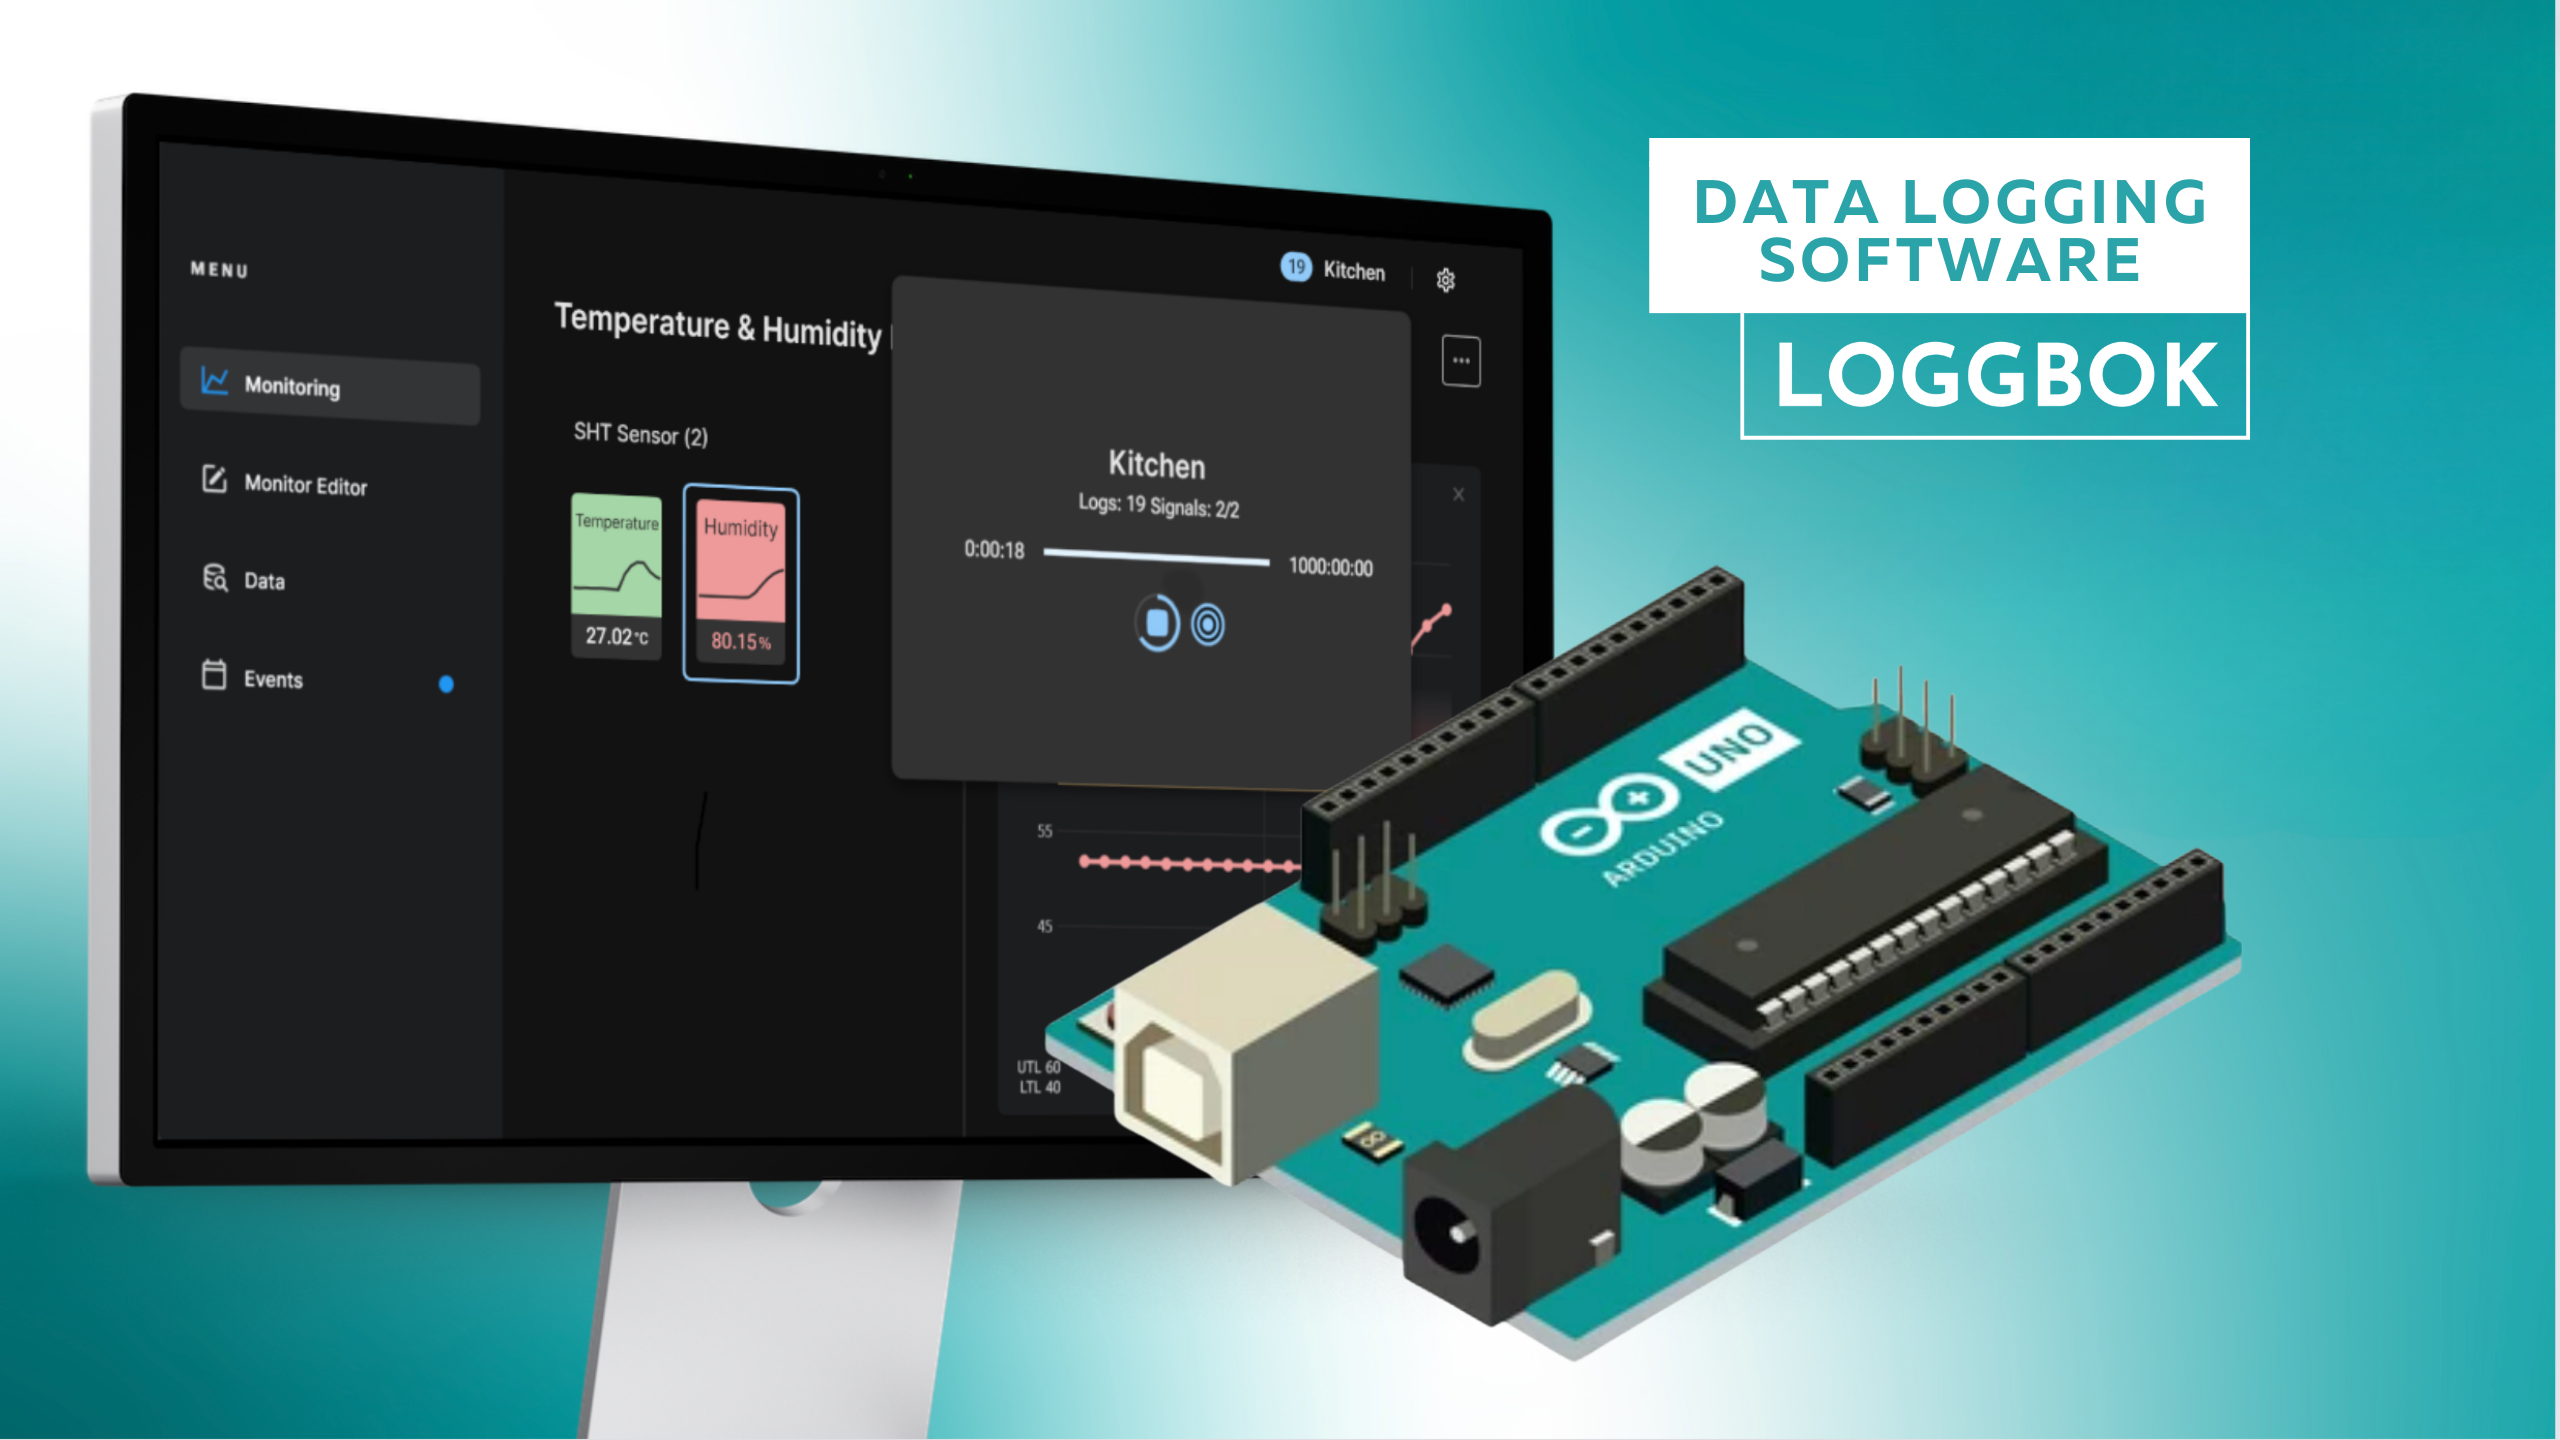 DATA LOGGING
SOFTWARE
LOGGBOK
MENU
Monitoring
Monitor Editor
Data
Events
19 Kitchen
Temperature & Humidity
SHT Sensor (2)
Temperature
27.02°C
Humidity
80.15%
Kitchen
Logs: 19 Signals: 2/2
0:00:18
1000:00:00
55
45
UTL 60
LTL 40
UNO
ARDUINO